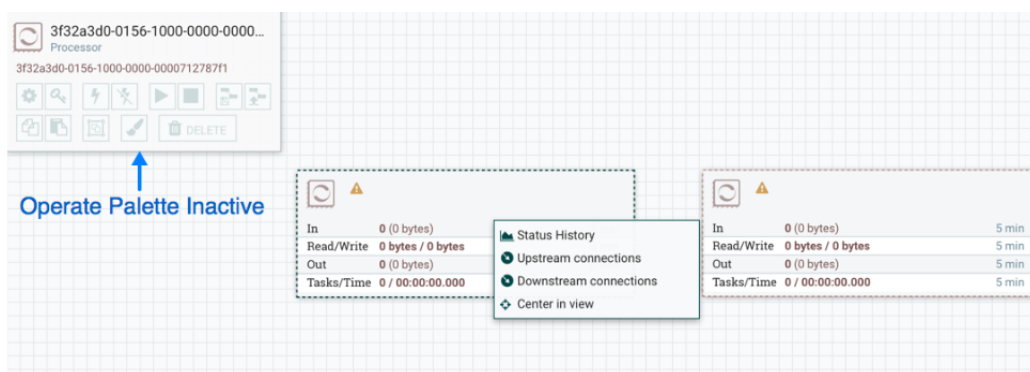 3f32a3d0-0156-1000-0000-0000...
Processor
3f32a3d0-0156-1000-0000-0000712787f1
DELETE
Operate Palette Inactive
In 0 (0 bytes)
Read/Write 0 bytes / 0 bytes
Out 0 (0 bytes)
Tasks/Time 0 / 00:00:00.000
Status History
Upstream connections
Downstream connections
Center in view
In 0 (0 bytes) 5 min
Read/Write 0 bytes / 0 bytes 5 min
Out 0 (0 bytes) 5 min
Tasks/Time 0 / 00:00:00.000 5 min